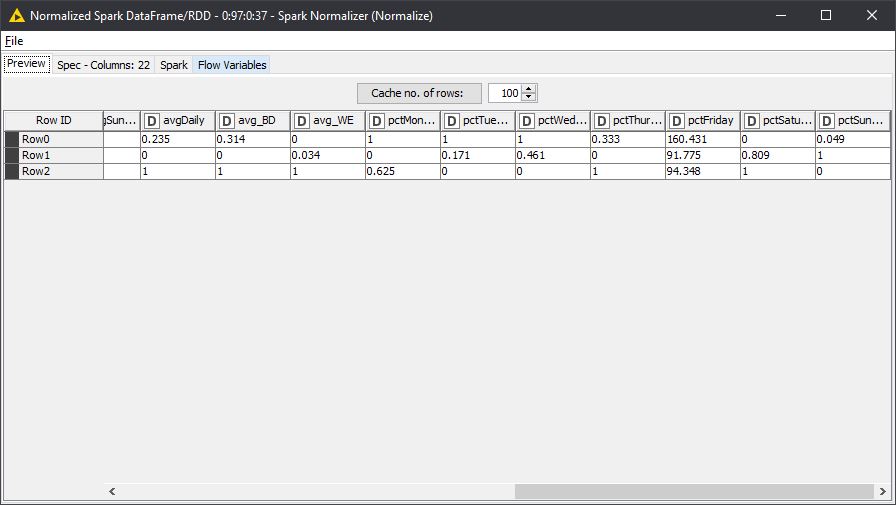 Normalized Spark DataFrame/RDD - 0:97:0:37 - Spark Normalizer (Normalize)
File
Preview Spec - Columns: 22 Spark Flow Variables
Cache no. of rows: 100
Row ID gSun... D avgDaily D avg_BD D avg_WE D pctMon... D pctTue... D pctWed... D pctThur... D pctFriday D pctSatu... D pctSun...
Row0 0.235 0.314 0 1 1 1 0.333 160.431 0 0.049
Row1 0 0 0.034 0 0.171 0.461 0 91.775 0.809 1
Row2 1 1 1 0.625 0 0 1 94.348 1 0